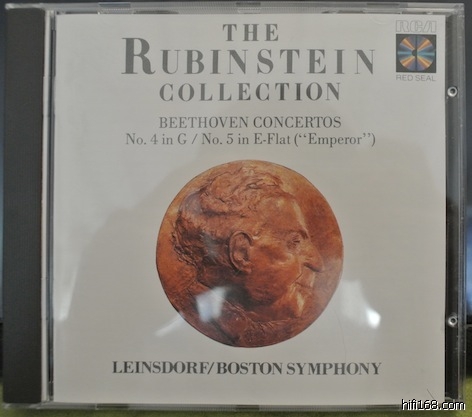 THE
RUBINSTEIN
COLLECTION
RCA
RED SEAL
BEETHOVEN CONCERTOS
No. 4 in G / No. 5 in E-Flat (“Emperor”)
LEINSDORF/BOSTON SYMPHONY
hifi168.com